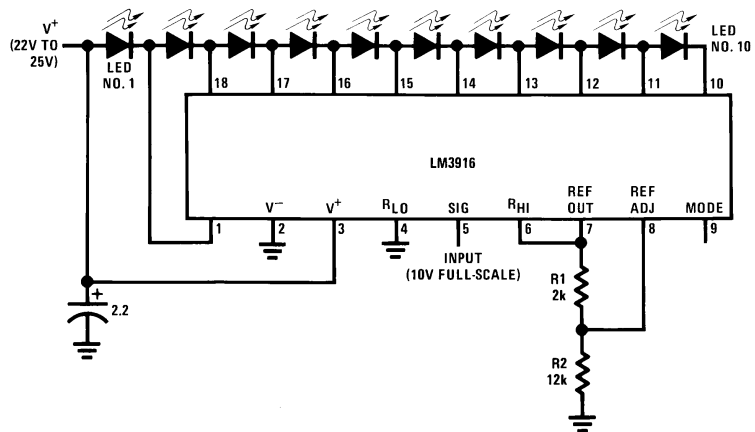 V+
(22V TO
25V)
LED
NO. 1
LED
NO. 10
18
17
16
15
14
13
12
11
10
LM3916
V−
V+
RLO
SIG
RHI
REF
OUT
REF
ADJ
MODE
1
2
3
4
5
6
7
8
9
INPUT
(10V FULL-SCALE)
+
2.2
R1
2k
R2
12k